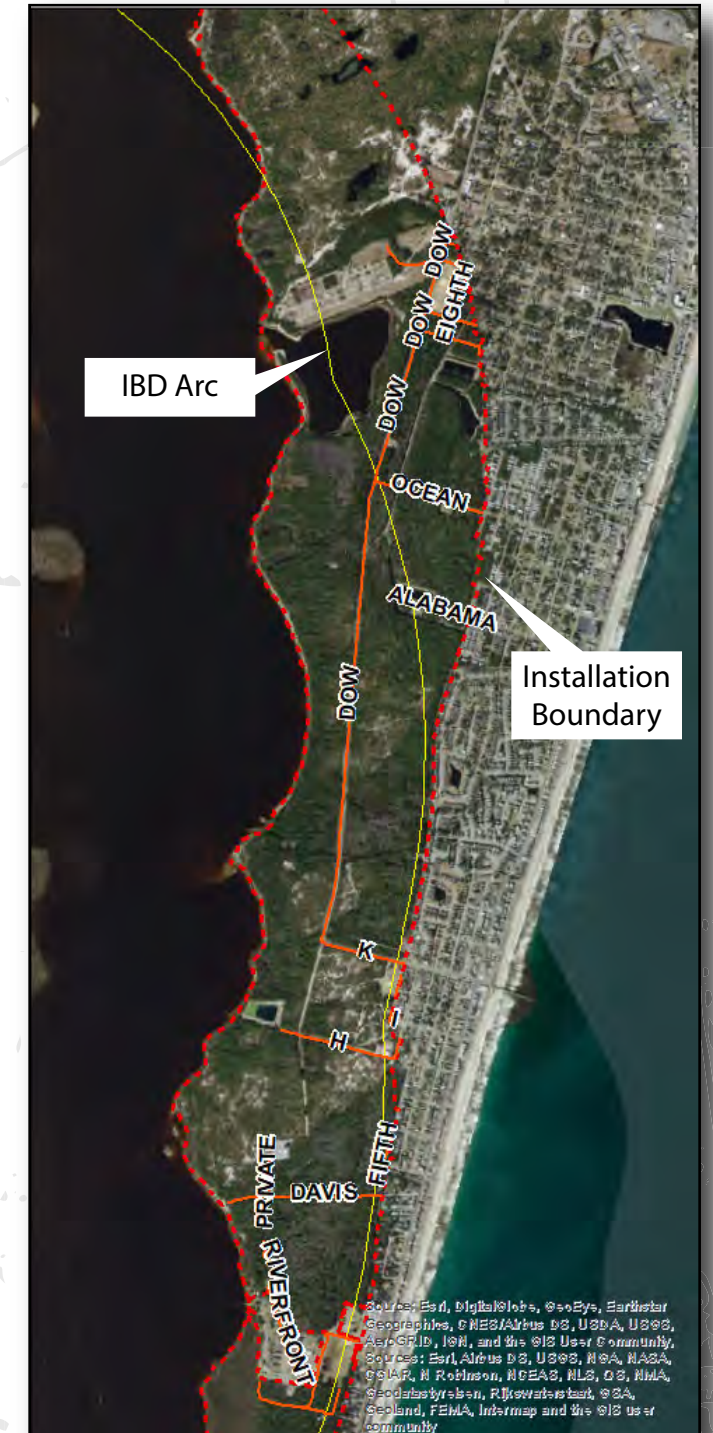 DOW
EIGHTH
DOW
IBD Arc
DOW
OCEAN
ALABAMA
Installation
Boundary
DOW
K
I
H
FIFTH
PRIVATE
DAVIS
RIVERFRONT
Source: Esri, DigitalGlobe, GeoEye, Earthstar
Geographics, CNES/Airbus DS, USDA, USGS,
AeroGRID, IGN, and the GIS User Community,
Sources: Esri, Airbus DS, USGS, NGA, NASA,
CGIAR, N Robinson, NCEAS, NLS, OS, NMA,
Geodatastyrelsen, Rijkswaterstaat, GSA,
Geoland, FEMA, Intermap and the GIS user
community